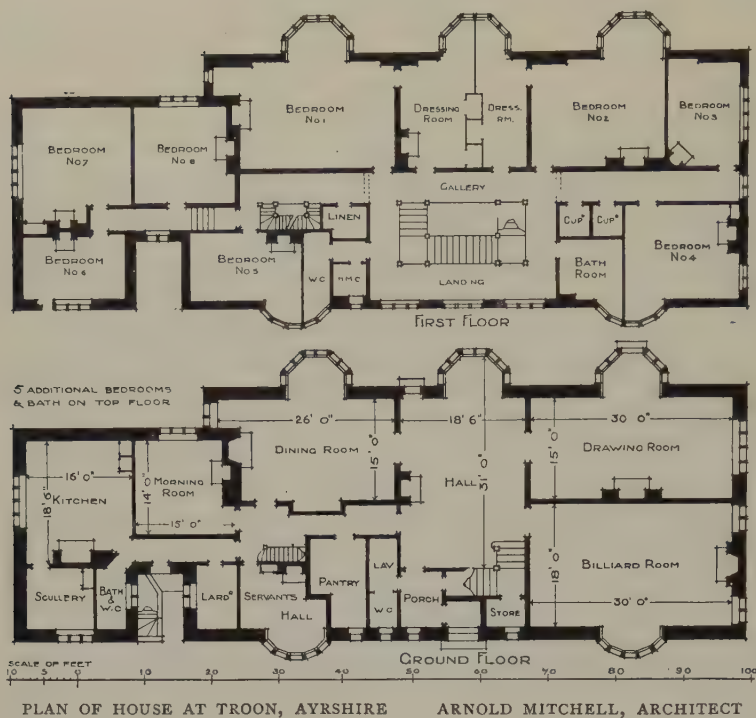 BEDROOM
No 1
DRESSING
ROOM
DRESS.
RM.
BEDROOM
No 2
BEDROOM
No 3
BEDROOM
No 7
BEDROOM
No 8
GALLERY
LINEN
CUPᴰ
CUPᴰ
BEDROOM
No 6
BEDROOM
No 5
W.C
H.M.C
LANDING
BATH
ROOM
BEDROOM
No 4
FIRST FLOOR
5 ADDITIONAL BEDROOMS
& BATH ON TOP FLOOR
26' 0"
18' 6"
30' 0"
DINING ROOM
15' 0"
DRAWING ROOM
15' 0"
HALL
31' 0"
16' 0"
KITCHEN
18' 6"
MORNING
ROOM
14' 0"
15' 0"
18' 0"
BILLIARD ROOM
30' 0"
SCULLERY
BATH
&
W.C
LARDᴿ
SERVANTS
HALL
PANTRY
LAV
W.C
PORCH
STORE
GROUND FLOOR
SCALE OF FEET
10 5 0 10 20 30 40 50 60 70 80 90 100
PLAN OF HOUSE AT TROON, AYRSHIRE ARNOLD MITCHELL, ARCHITECT